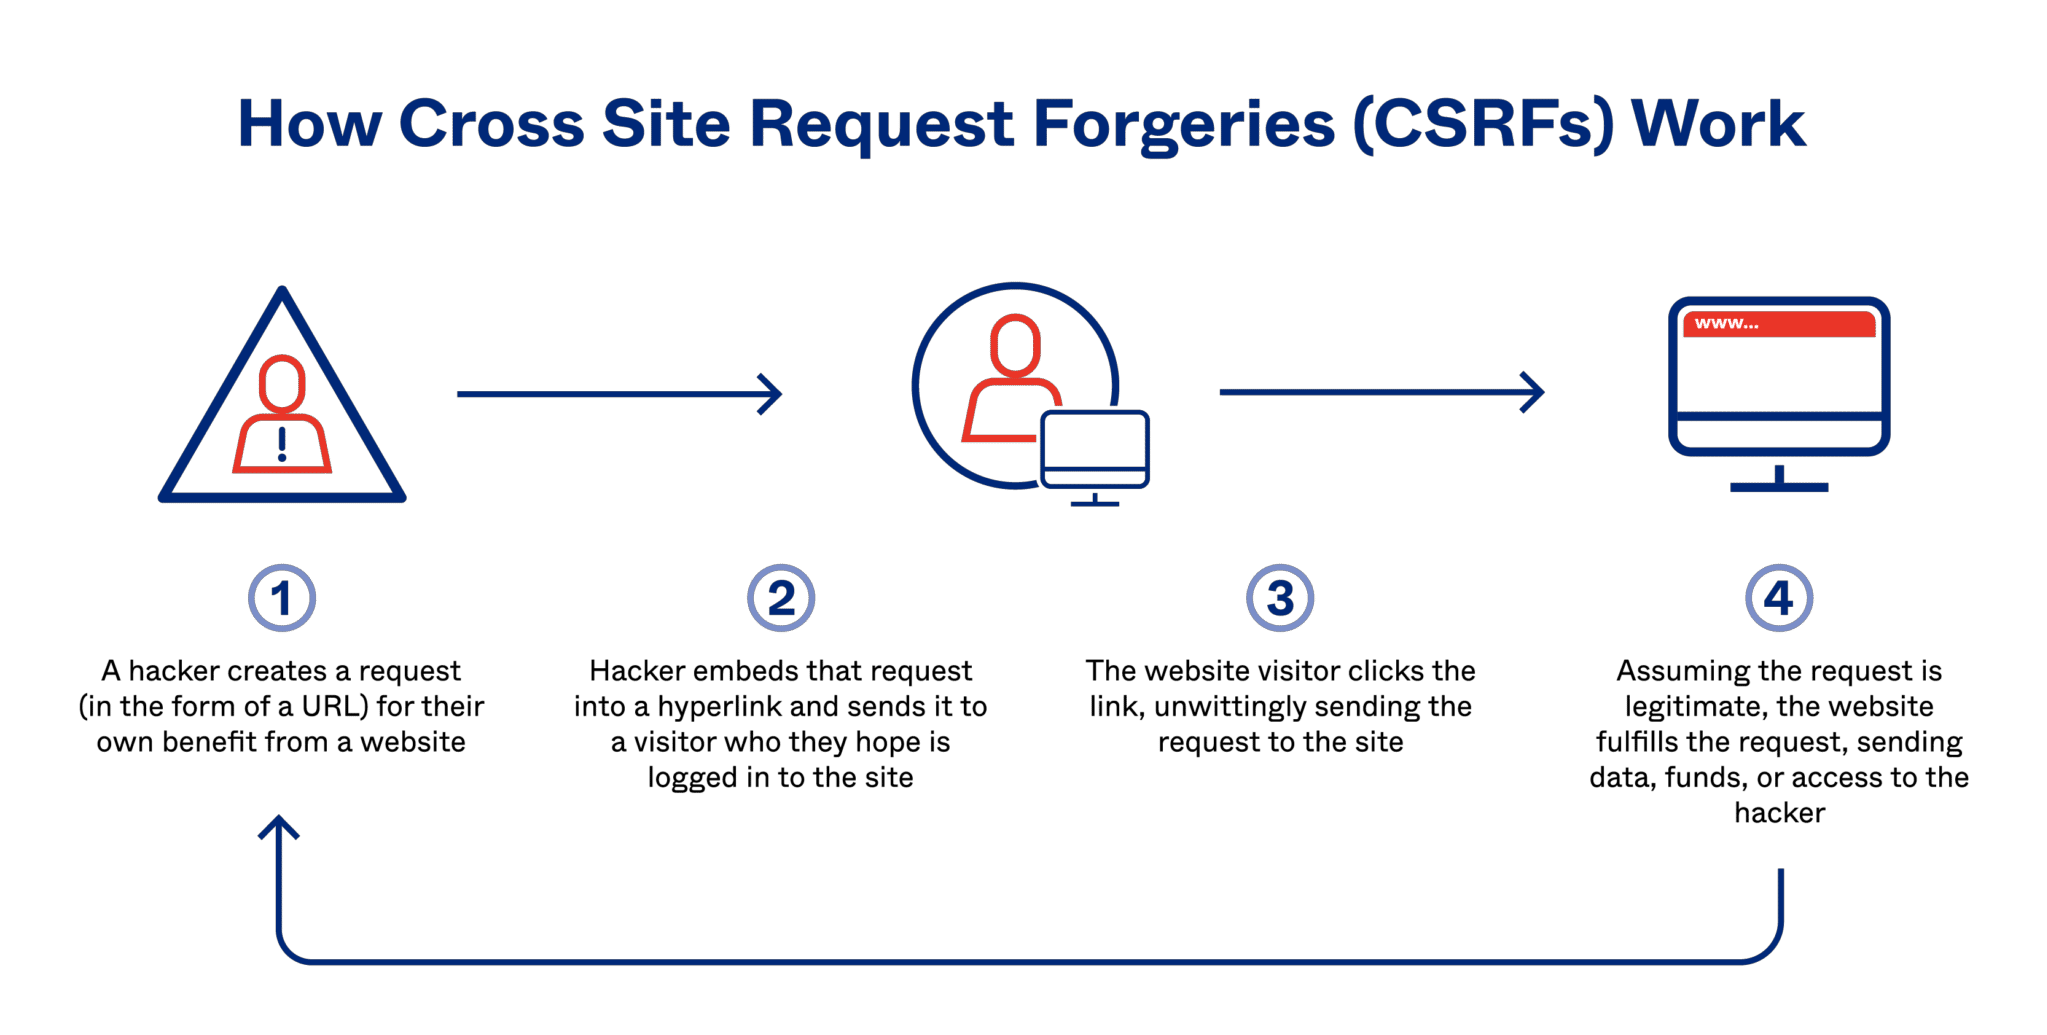 How Cross Site Request Forgeries (CSRFs) Work
!
www...
1
A hacker creates a request
(in the form of a URL) for their
own benefit from a website
2
Hacker embeds that request
into a hyperlink and sends it to
a visitor who they hope is
logged in to the site
3
The website visitor clicks the
link, unwittingly sending the
request to the site
4
Assuming the request is
legitimate, the website
fulfills the request, sending
data, funds, or access to the
hacker